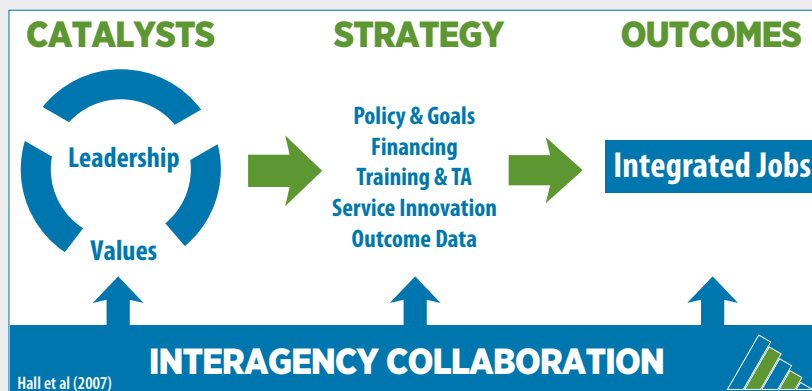 CATALYSTS
Leadership
Values
STRATEGY
Policy & Goals
Financing
Training & TA
Service Innovation
Outcome Data
OUTCOMES
Integrated Jobs
INTERAGENCY COLLABORATION
Hall et al (2007)